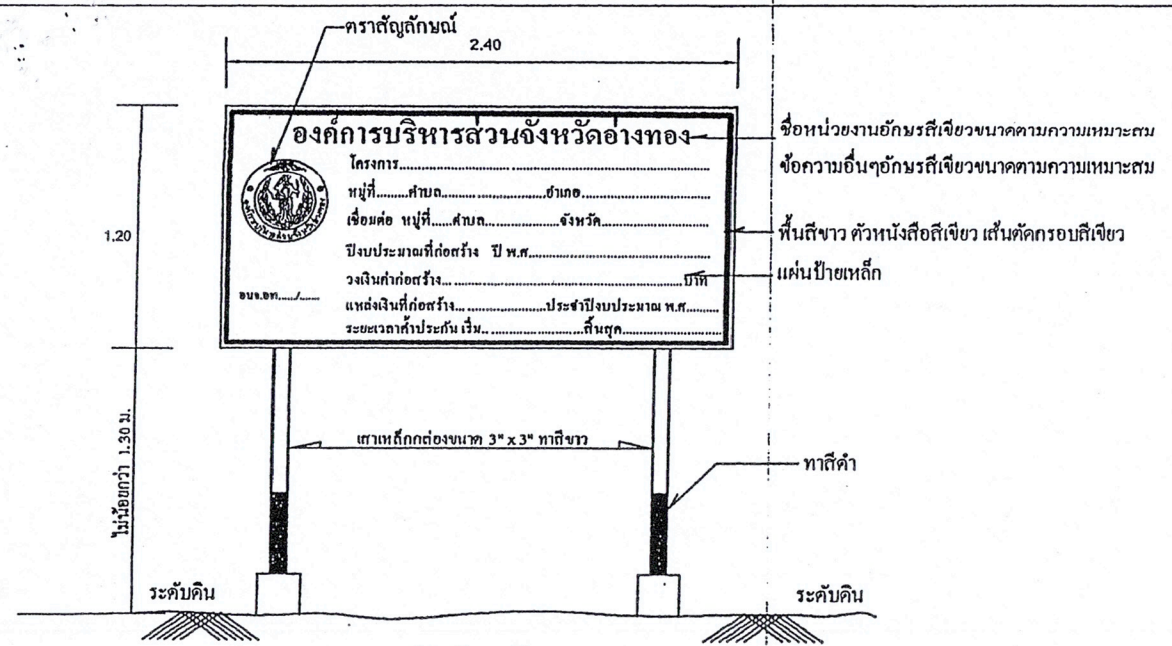 ตราสัญลักษณ์
2.40
องค์การบริหารส่วนจังหวัดอ่างทอง
ชื่อหน่วยงานอักษรสีเขียวขนาดตามความเหมาะสม
โครงการ................................................................
ข้อความอื่นๆอักษรสีเขียวขนาดตามความเหมาะสม
หมู่ที่........ตำบล........................อำเภอ............................
เชื่อมต่อ หมู่ที่......ตำบล.................จังหวัด........................
1.20
พื้นสีขาว ตัวหนังสือสีเขียว เส้นตัดกรอบสีเขียว
ปีงบประมาณที่ก่อสร้าง ปี พ.ศ.........................................
แผ่นป้ายเหล็ก
วงเงินค่าก่อสร้าง.......................................................บาท
อบจ.อท....../.......
แหล่งเงินที่ก่อสร้าง........................ประจำปีงบประมาณ พ.ศ.........
ระยะเวลาค้ำประกัน เริ่ม.........................สิ้นสุด........................
ไม่น้อยกว่า 1.30 ม.
เสาเหล็กกล่องขนาด 3" x 3" ทาสีขาว
ทาสีดำ
ระดับดิน
ระดับดิน